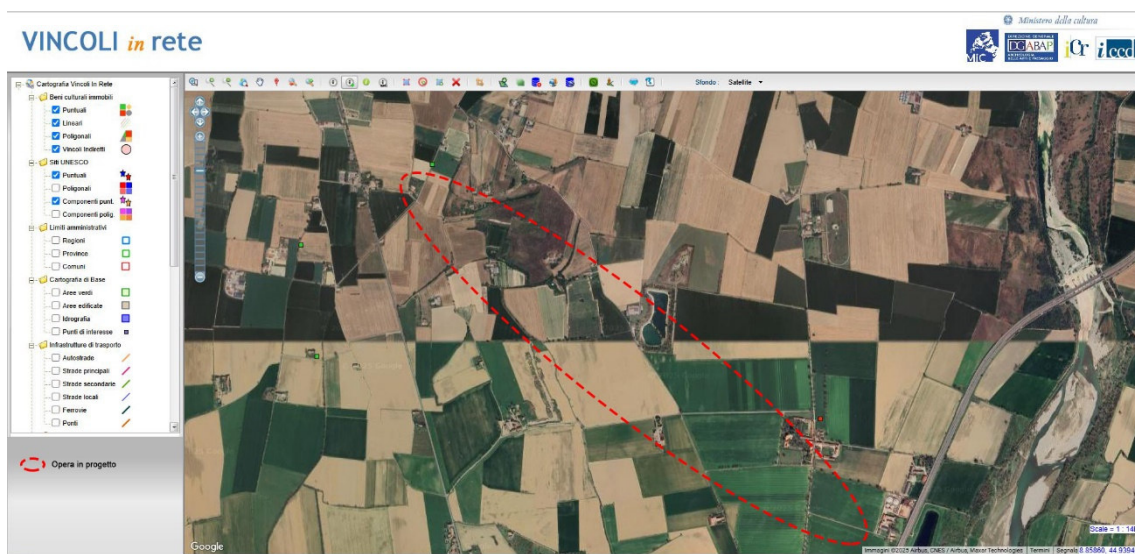 Ministero della cultura
VINCOLI in rete
MIC
DGABAP
iCr
iccd
Cartografia Vincoli In Rete
Beni culturali immobili
Puntuali
Lineari
Poligonali
Vincoli Indiretti
Siti UNESCO
Puntuali
Poligonali
Componenti punt.
Componenti polig.
Limiti amministrativi
Regioni
Province
Comuni
Cartografia di Base
Aree verdi
Aree edificate
Idrografia
Punti di interesse
Infrastrutture di trasporto
Autostrade
Strade principali
Strade secondarie
Strade locali
Ferrovie
Ponti
Sfondo: Satellite
Opera in progetto
Google
Scale = 1 : 14
Immagini ©2025 Airbus, CNES / Airbus, Maxar Technologies Termini Segnala 8.85860, 44.9394